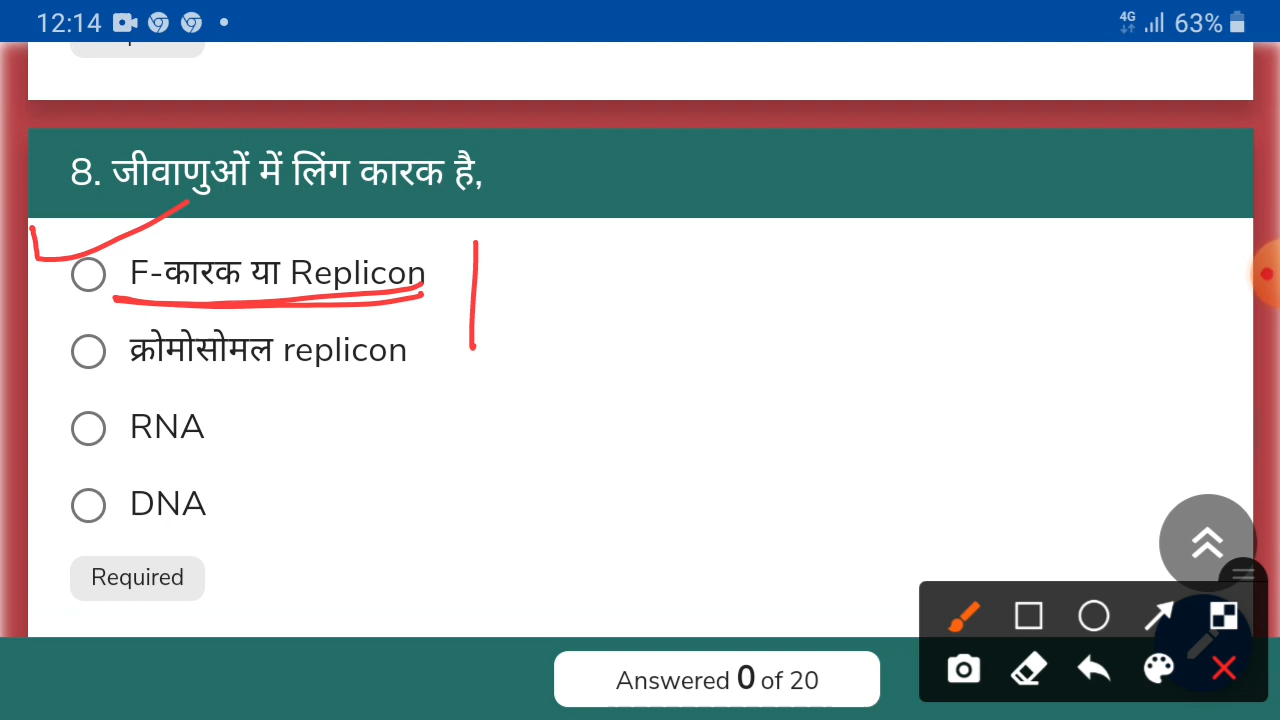 12:14
4G
63%
8. जीवाणुओं में लिंग कारक है,
F-कारक या Replicon
क्रोमोसोमल replicon
RNA
DNA
Required
Answered 0 of 20